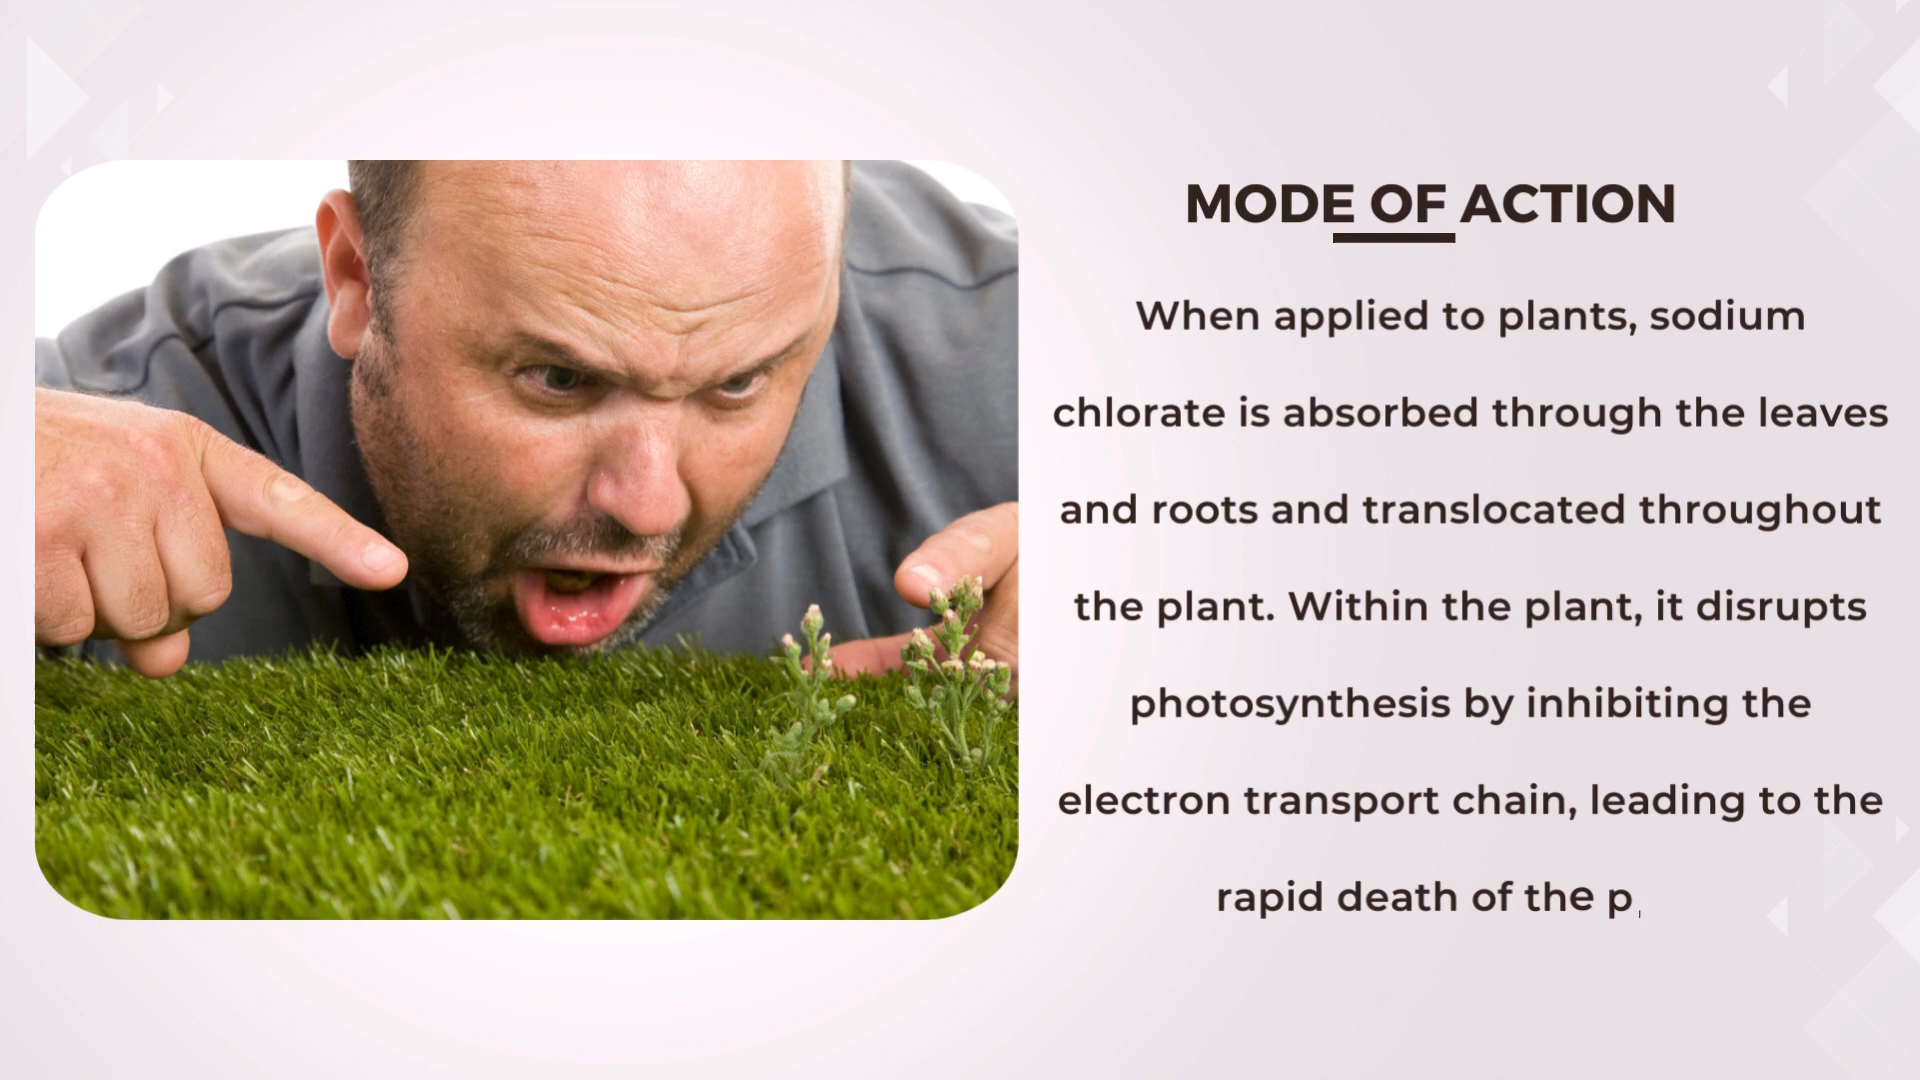 MODE OF ACTION
When applied to plants, sodium
chlorate is absorbed through the leaves
and roots and translocated throughout
the plant. Within the plant, it disrupts
photosynthesis by inhibiting the
electron transport chain, leading to the
rapid death of the p